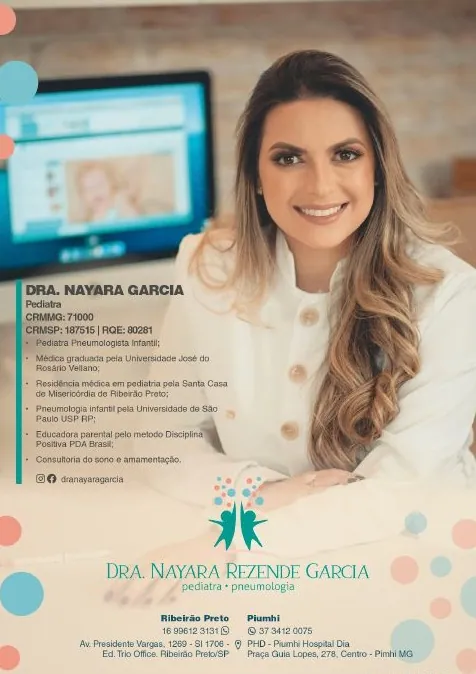 DRA. NAYARA GARCIA
Pediatra
CRMMG: 71000
CRMSP: 187515 | RQE: 80281
• Pediatra Pneumologista Infantil;
• Médica graduada pela Universidade José do
Rosário Vellano;
• Residência médica em pediatria pela Santa Casa
de Misericórdia de Ribeirão Preto;
• Pneumologia infantil pela Universidade de São
Paulo USP RP;
• Educadora parental pelo metodo Disciplina
Positiva PDA Brasil;
• Consultoria do sono e amamentação.
dranayaragarcia
DRA. NAYARA REZENDE GARCIA
pediatra • pneumologia
Ribeirão Preto
16 99612 3131
Av. Presidente Vargas, 1269 - Sl 1706 -
Ed. Trio Office. Ribeirão Preto/SP
Piumhi
37 3412 0075
PHD - Piumhi Hospital Dia
Praça Guia Lopes, 278, Centro - Pimhi MG